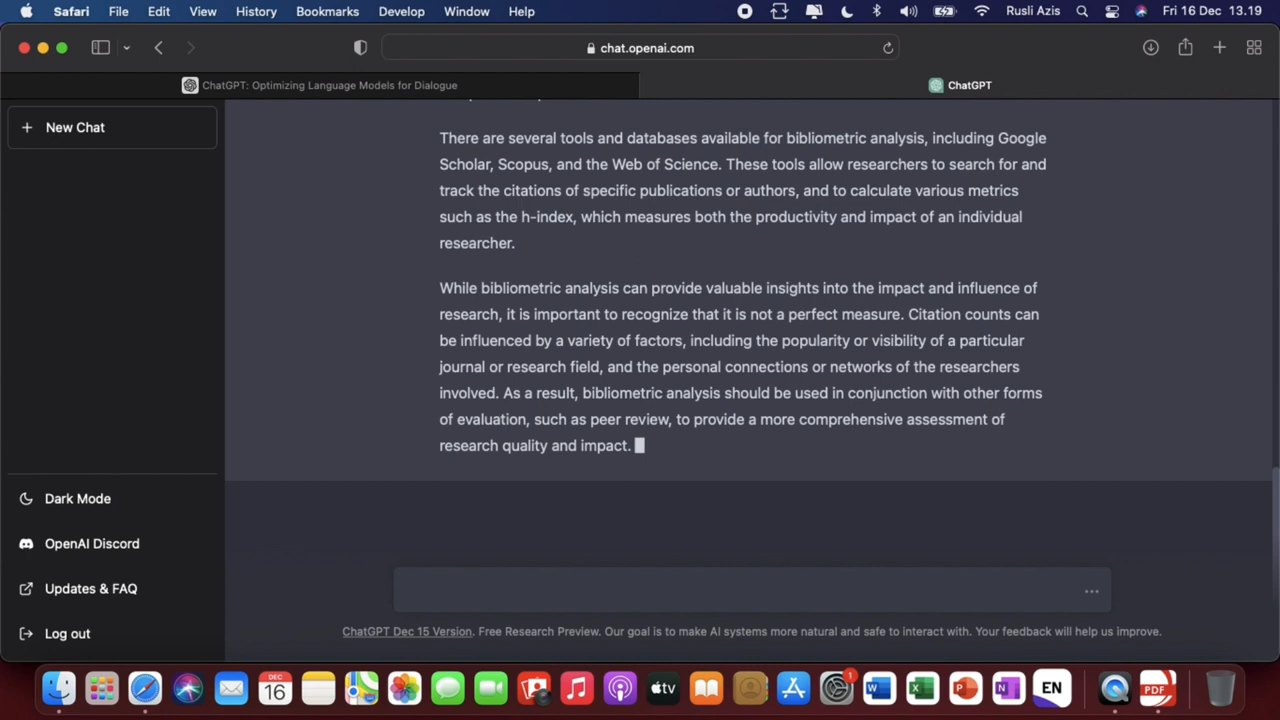 Safari File Edit View History Bookmarks Develop Window Help Rusli Azis Fri 16 Dec 13.19
chat.openai.com
ChatGPT: Optimizing Language Models for Dialogue ChatGPT
New Chat
There are several tools and databases available for bibliometric analysis, including Google
Scholar, Scopus, and the Web of Science. These tools allow researchers to search for and
track the citations of specific publications or authors, and to calculate various metrics
such as the h-index, which measures both the productivity and impact of an individual
researcher.
While bibliometric analysis can provide valuable insights into the impact and influence of
research, it is important to recognize that it is not a perfect measure. Citation counts can
be influenced by a variety of factors, including the popularity or visibility of a particular
journal or research field, and the personal connections or networks of the researchers
involved. As a result, bibliometric analysis should be used in conjunction with other forms
of evaluation, such as peer review, to provide a more comprehensive assessment of
research quality and impact.
Dark Mode
OpenAI Discord
Updates & FAQ
Log out
ChatGPT Dec 15 Version. Free Research Preview. Our goal is to make AI systems more natural and safe to interact with. Your feedback will help us improve.
DEC
16
tv
1
W
X
P
N
EN
PDF